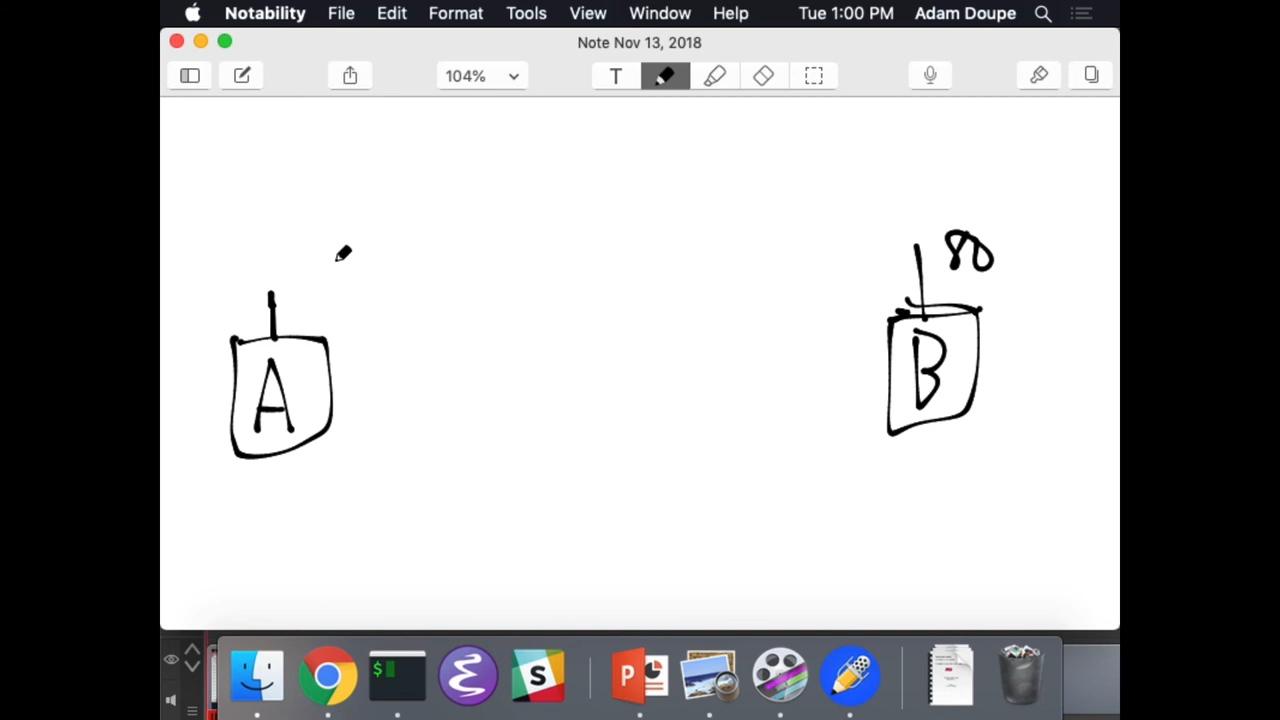 Notability File Edit Format Tools View Window Help Tue 1:00 PM Adam Doupe
Note Nov 13, 2018
104% T
80
A
B
$
S
P